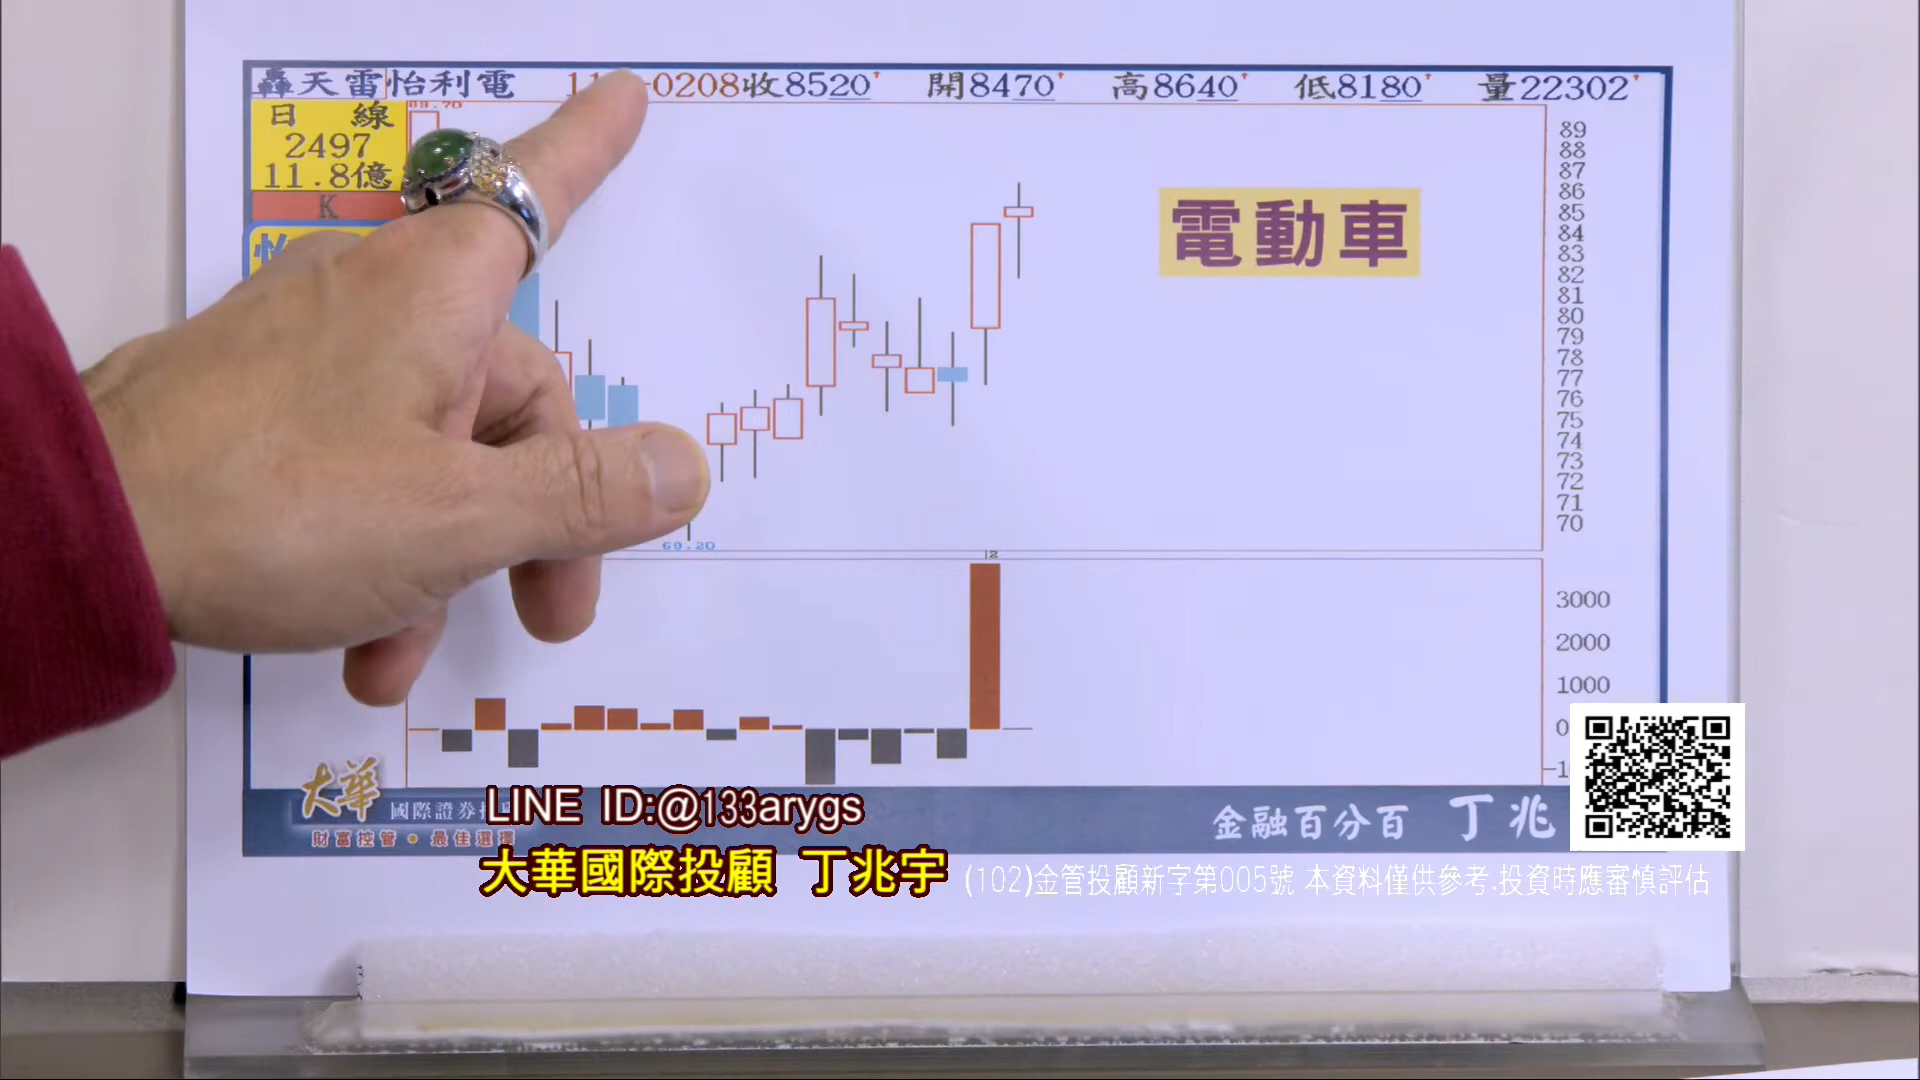 轟天雷怡利電 11 -0208收8520↑ 開8470↑ 高8640↑ 低8180↑ 量22302↑
日 線
2497
11.8億
K
89.70
電動車
89
88
87
86
85
84
83
82
81
80
79
78
77
76
75
74
73
72
71
70
69.20
2
3000
2000
1000
0
-1
大華 國際證券投
財富控管 • 最佳選擇
金融百分百 丁兆
LINE ID:@133arygs
大華國際投顧 丁兆宇
(102)金管投顧新字第005號 本資料僅供參考.投資時應審慎評估